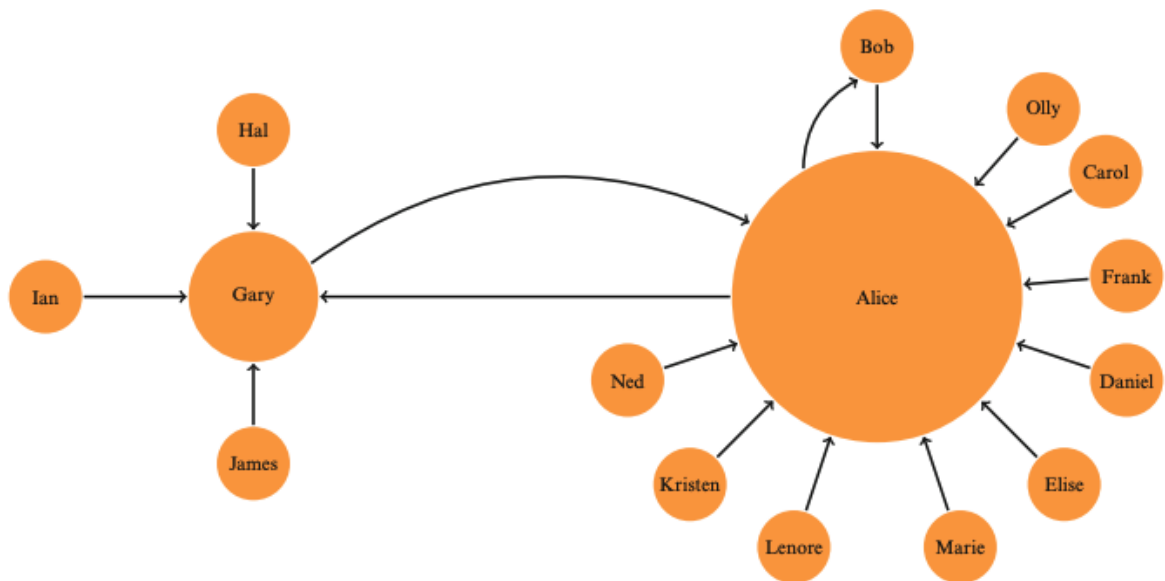 Bob
Olly
Hal
Carol
Frank
Ian
Gary
Alice
Ned
Daniel
James
Kristen
Elise
Lenore
Marie